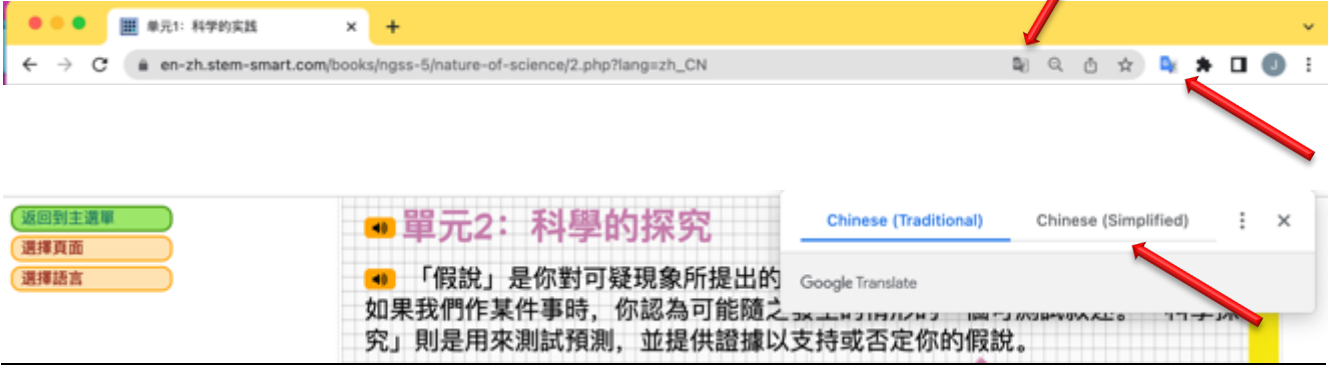 單元1：科学的实践
en-zh.stem-smart.com/books/ngss-5/nature-of-science/2.php?lang=zh_CN
J
返回到主選單
選擇頁面
選擇語言
單元2：科學的探究
「假說」是你對可疑現象所提出的
如果我們作某件事時，你認為可能隨之
究」則是用來測試預測，並提供證據以支持或否定你的假說。
Chinese (Traditional)
Chinese (Simplified)
Google Translate